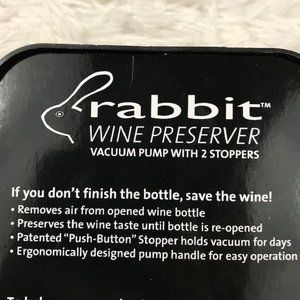 rabbit™
WINE PRESERVER
VACUUM PUMP WITH 2 STOPPERS
If you don't finish the bottle, save the wine!
• Removes air from opened wine bottle
• Preserves the wine taste until bottle is re-opened
• Patented "Push-Button" Stopper holds vacuum for days
• Ergonomically designed pump handle for easy operation